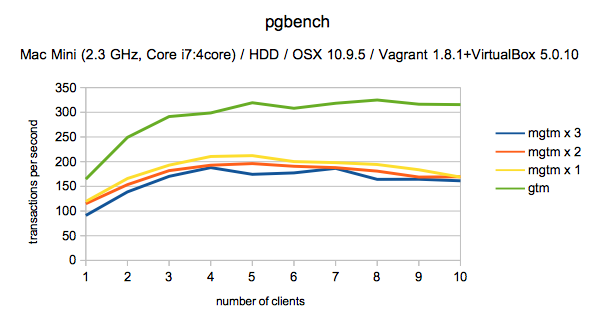 pgbench
Mac Mini (2.3 GHz, Core i7:4core) / HDD / OSX 10.9.5 / Vagrant 1.8.1+VirtualBox 5.0.10
350
300
250
200
150
100
50
0
transactions per second
1 2 3 4 5 6 7 8 9 10
number of clients
mgtm x 3
mgtm x 2
mgtm x 1
gtm